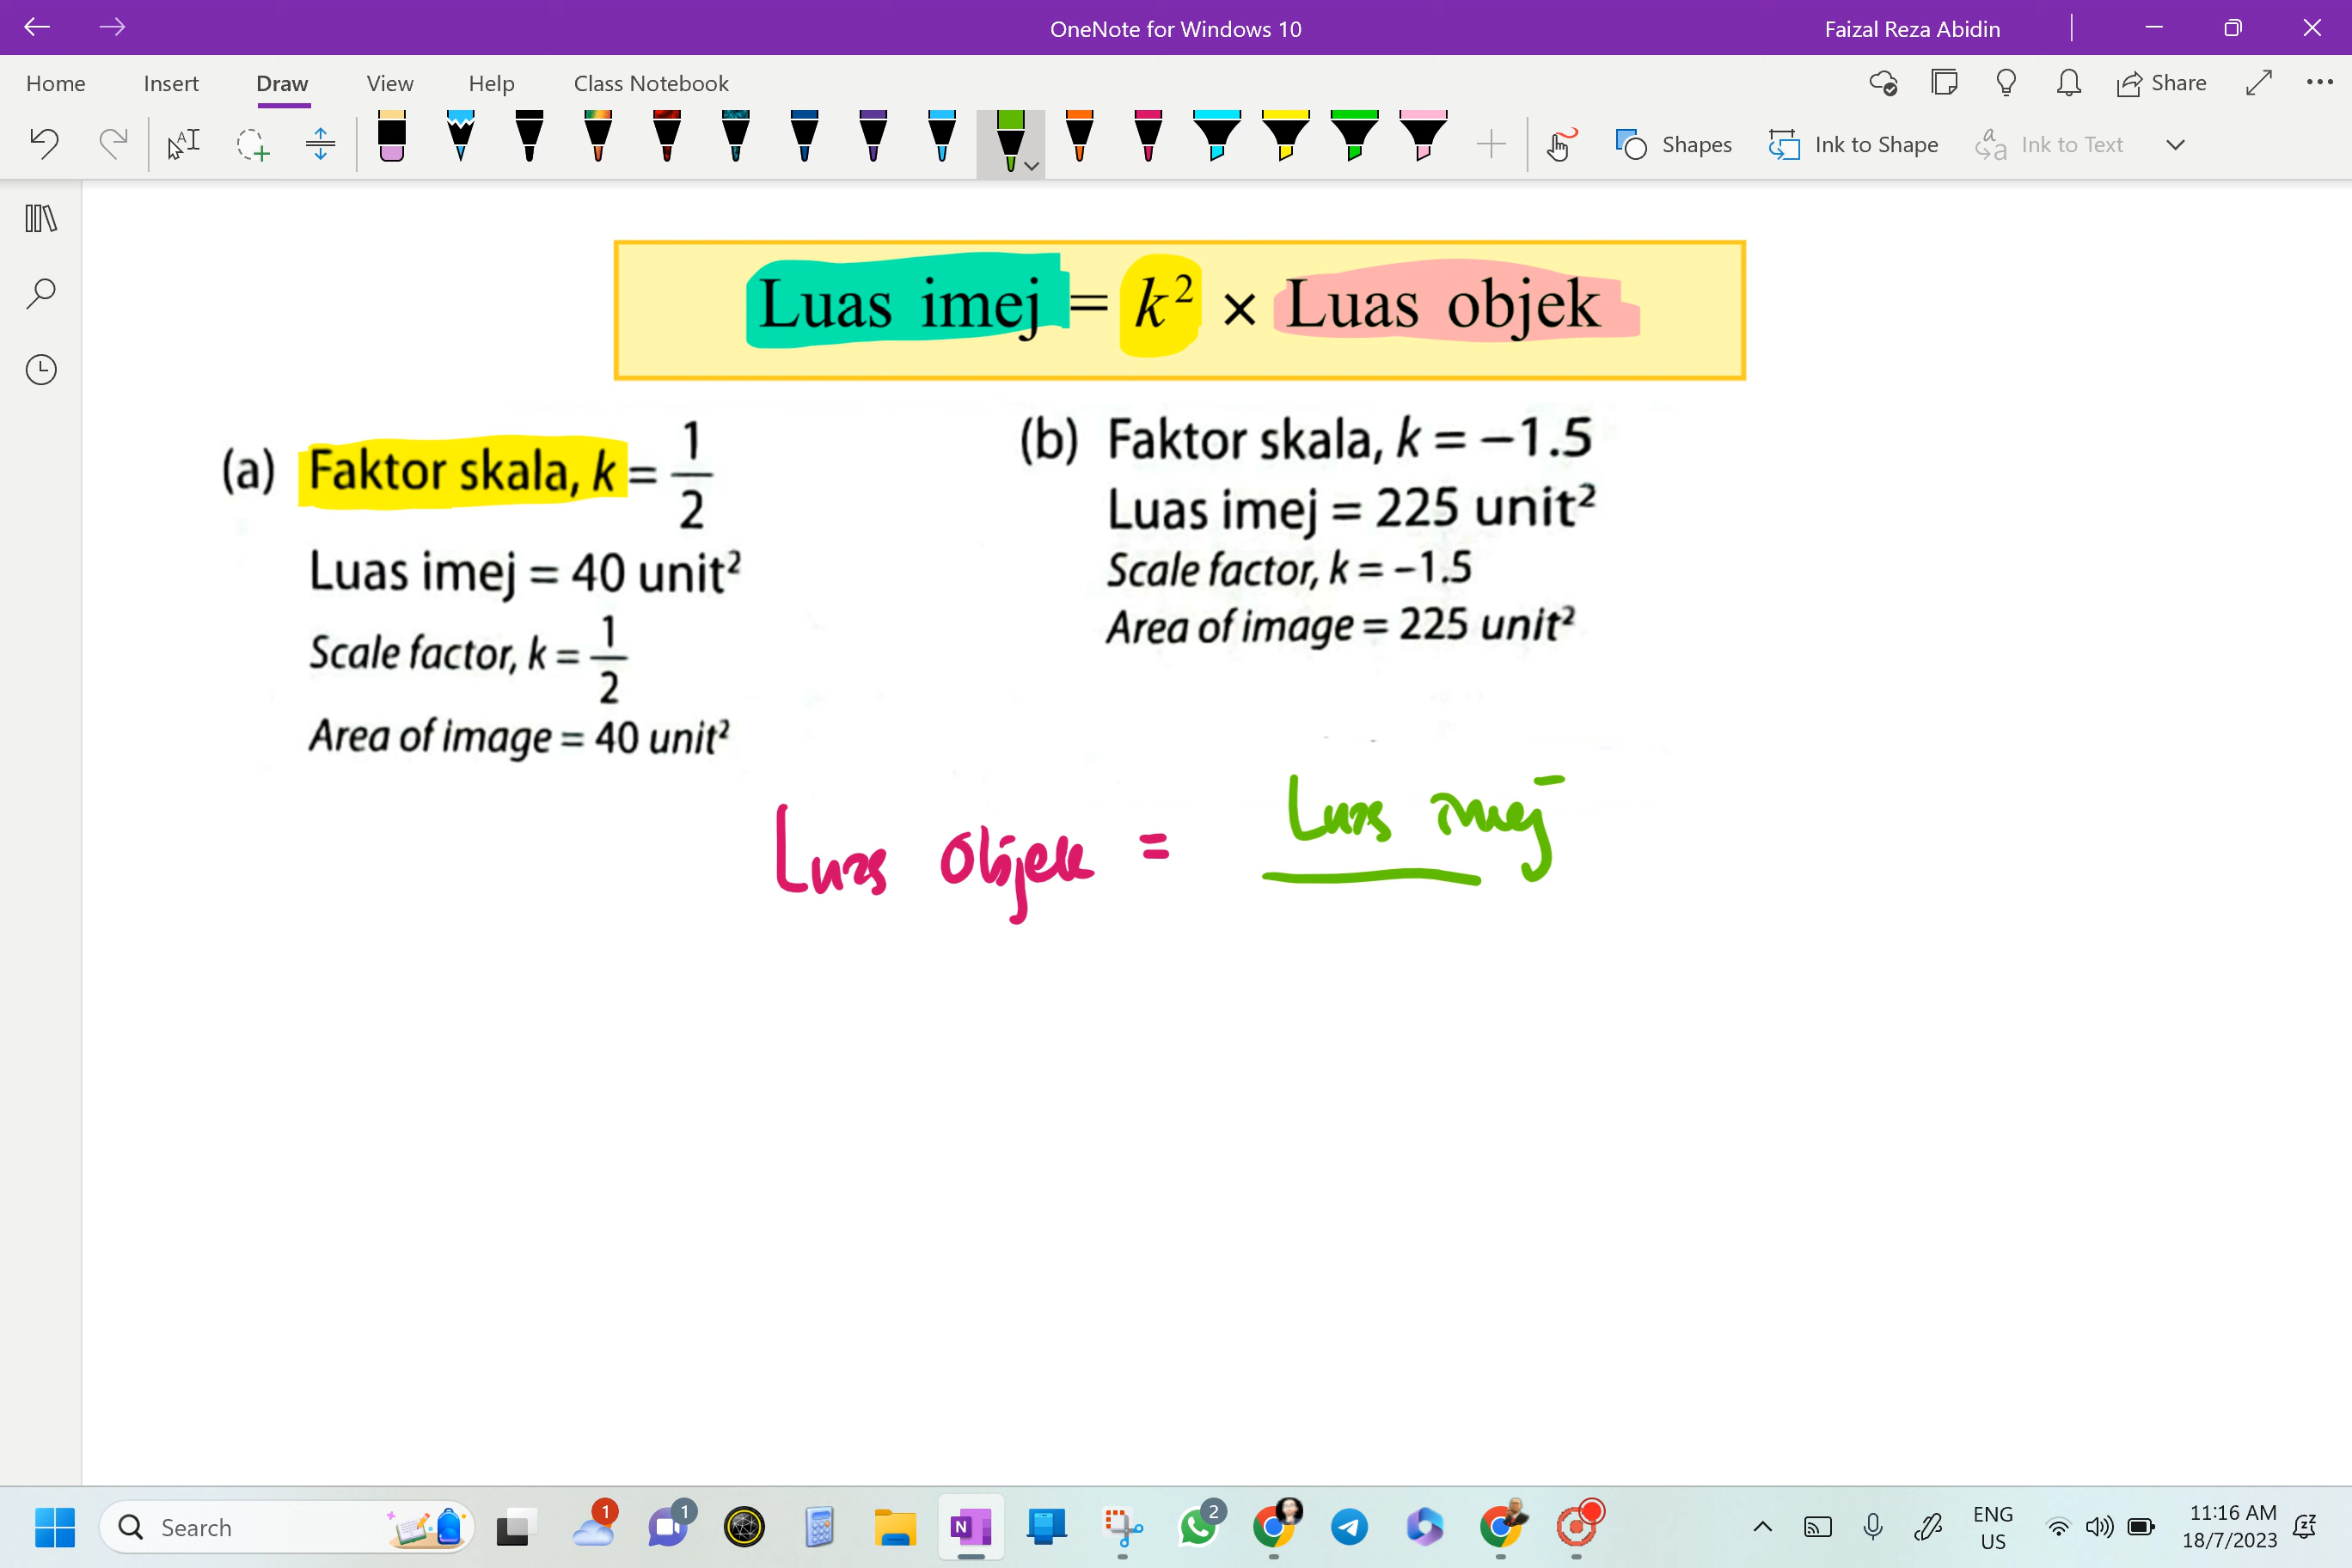 OneNote for Windows 10
Faizal Reza Abidin
Home Insert Draw View Help Class Notebook Share
Shapes Ink to Shape Ink to Text
Luas imej = k² × Luas objek
(a) Faktor skala, k = 1/2
Luas imej = 40 unit²
Scale factor, k = 1/2
Area of image = 40 unit²
(b) Faktor skala, k = −1.5
Luas imej = 225 unit²
Scale factor, k = −1.5
Area of image = 225 unit²
Luas objek = Luas imej
Search
1
1
2
ENG
US
11:16 AM
18/7/2023